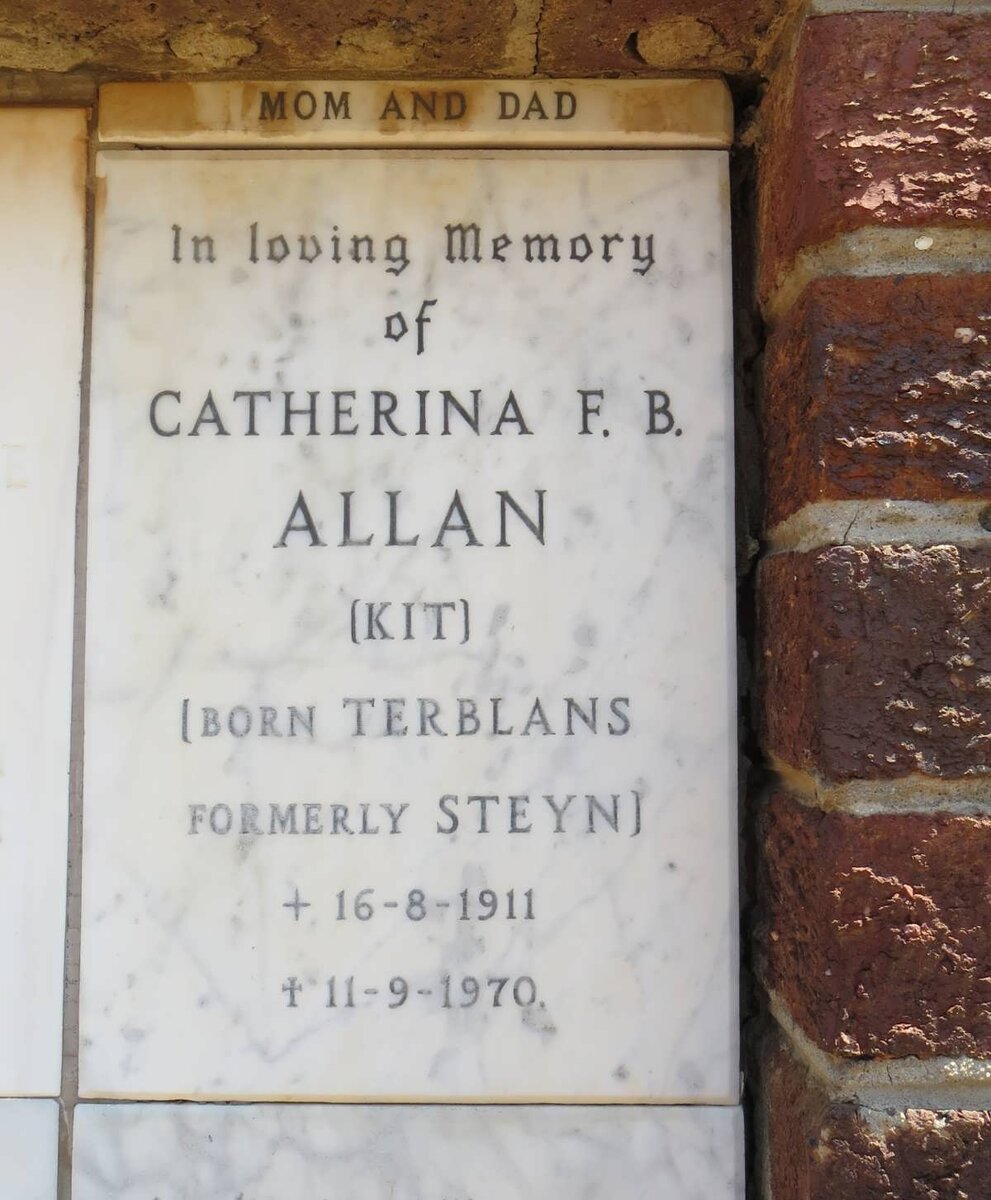 MOM AND DAD
In loving Memory
of
CATHERINA F. B.
ALLAN
(KIT)
(BORN TERBLANS
FORMERLY STEYN)
+ 16-8-1911
✝ 11-9-1970.